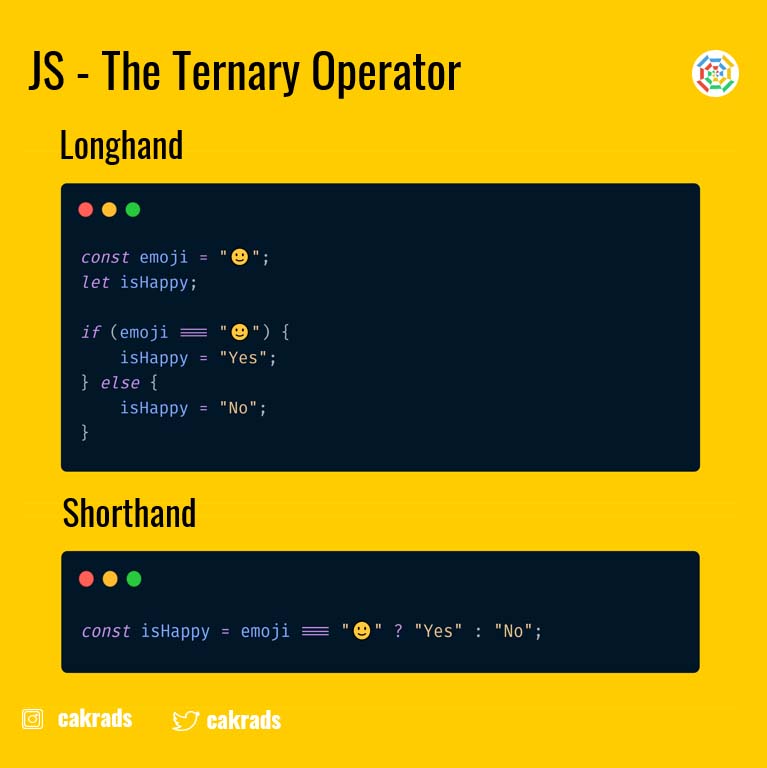 JS - The Ternary Operator
Longhand
const emoji = "🙂";
let isHappy;
if (emoji === "🙂") {
    isHappy = "Yes";
} else {
    isHappy = "No";
}
Shorthand
const isHappy = emoji === "🙂" ? "Yes" : "No";
cakrads cakrads